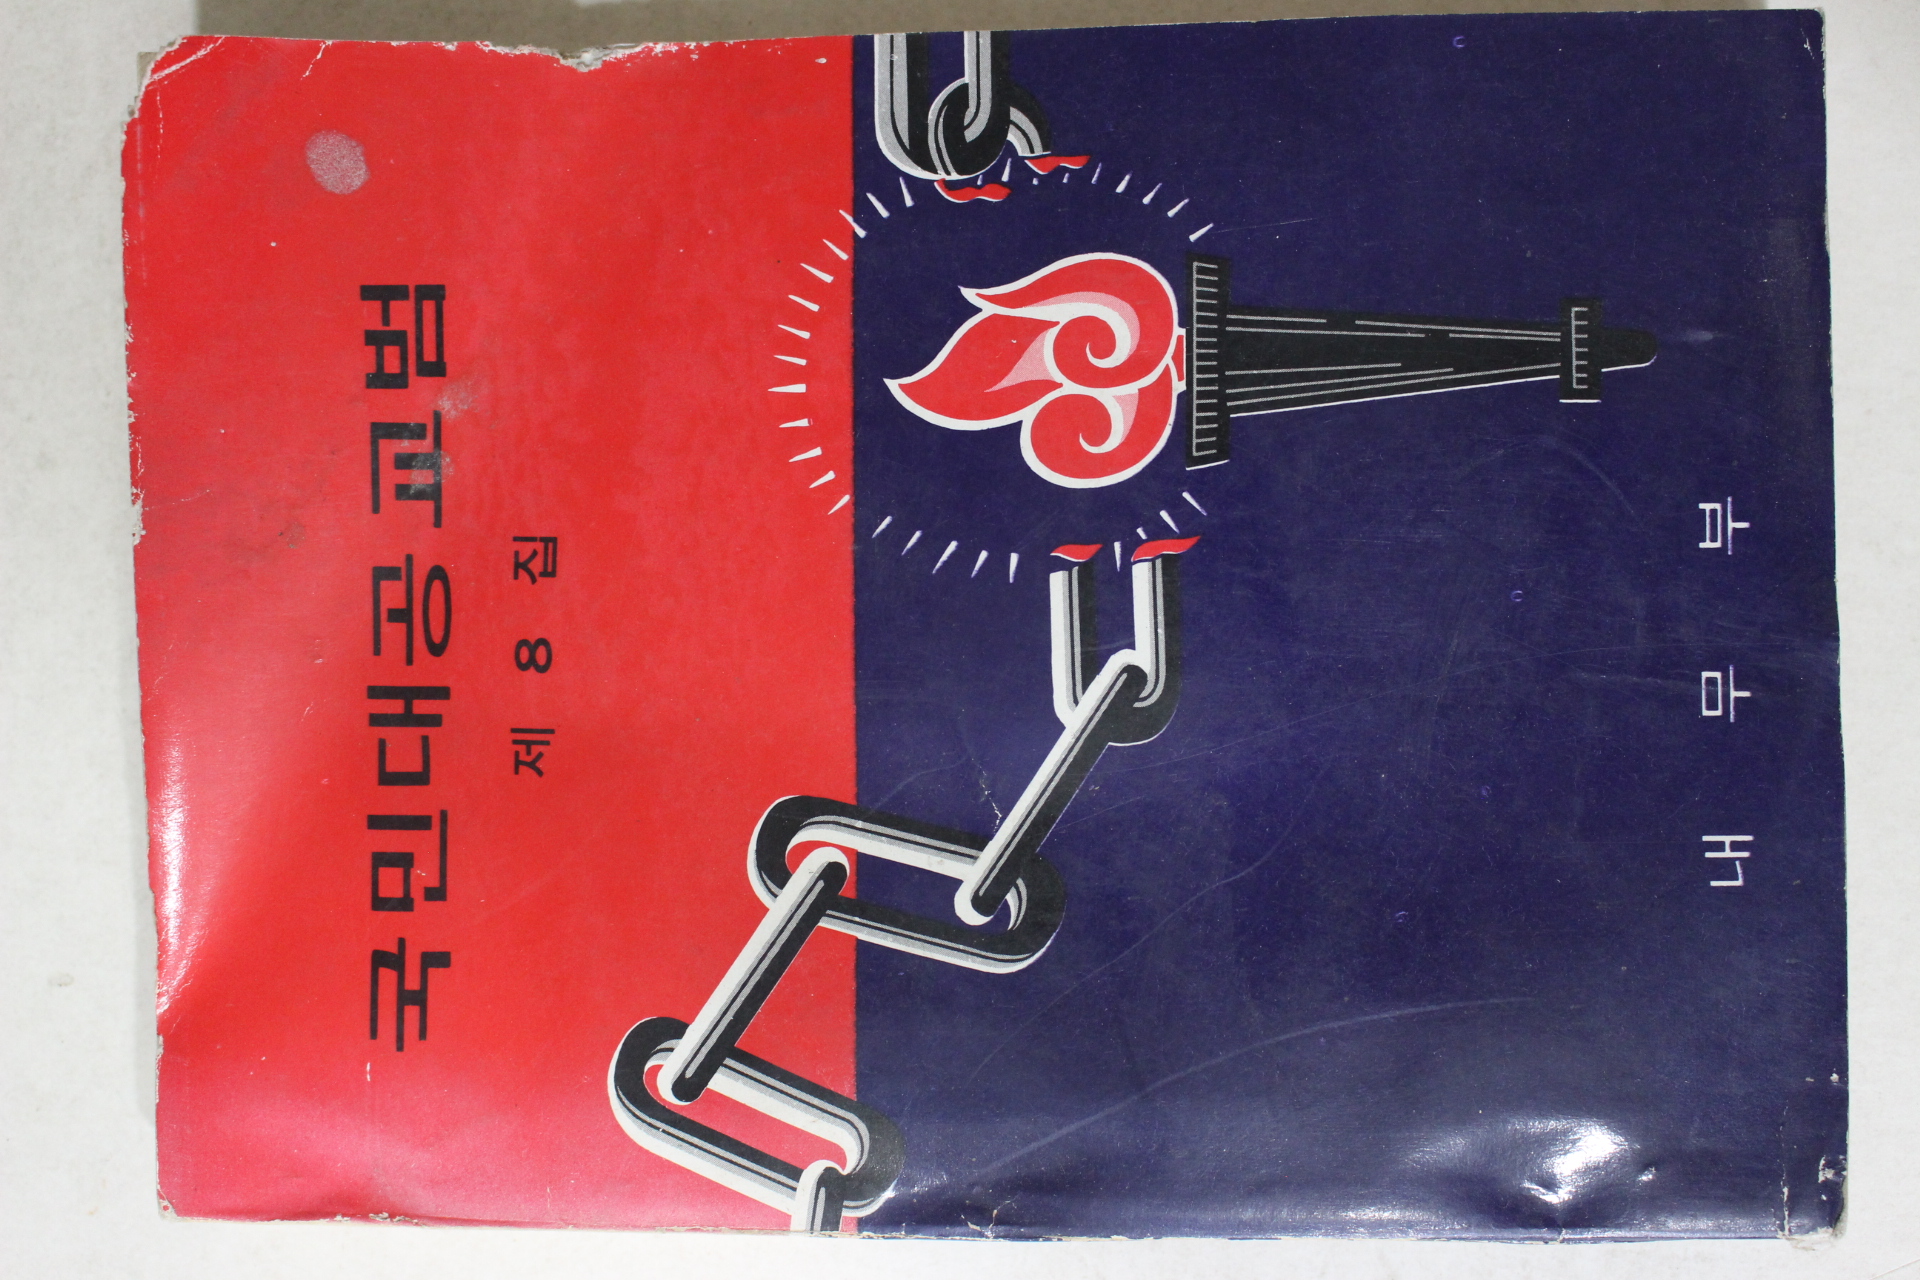 국민대공교범
제 8 집
내 무 부